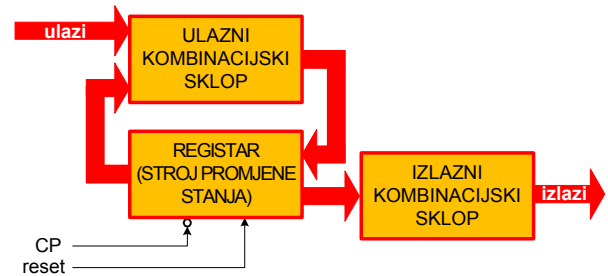 ulazi
ULAZNI
KOMBINACIJSKI
SKLOP
REGISTAR
(STROJ PROMJENE
STANJA)
IZLAZNI
KOMBINACIJSKI
SKLOP
izlazi
CP
reset